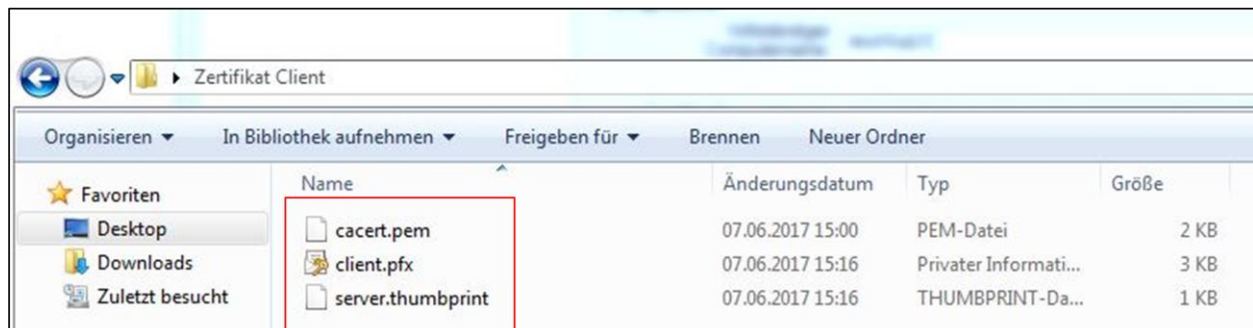 Zertifikat Client
Organisieren In Bibliothek aufnehmen Freigeben für Brennen Neuer Ordner
Favoriten
Desktop
Downloads
Zuletzt besucht
Name Änderungsdatum Typ Größe
cacert.pem 07.06.2017 15:00 PEM-Datei 2 KB
client.pfx 07.06.2017 15:16 Privater Informati... 3 KB
server.thumbprint 07.06.2017 15:16 THUMBPRINT-Da... 1 KB